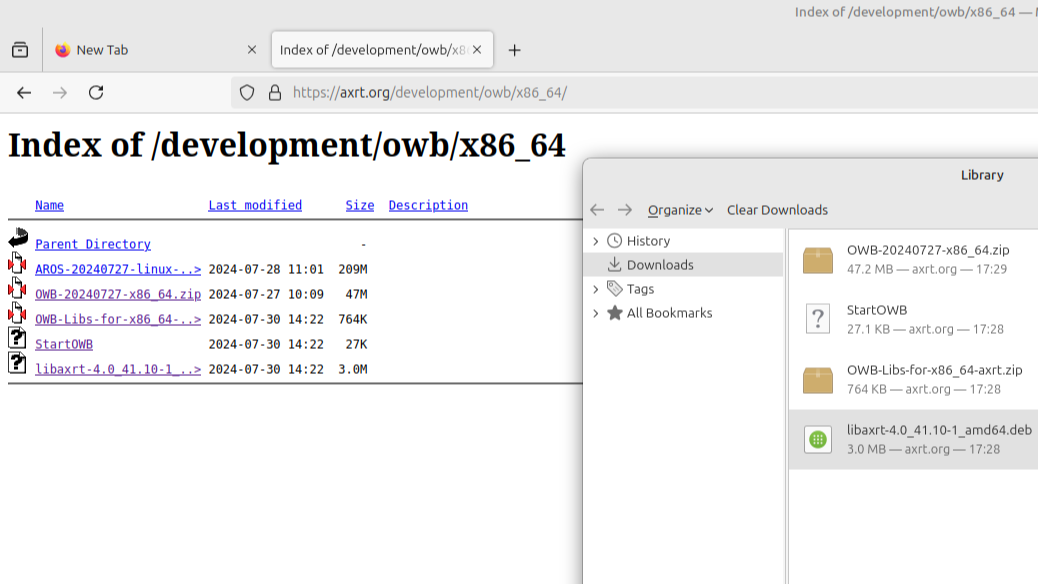 Index of /development/owb/x86_64 —
New Tab
Index of /development/owb/x8
https://axrt.org/development/owb/x86_64/
Index of /development/owb/x86_64
Name Last modified Size Description
Parent Directory -
AROS-20240727-linux-..> 2024-07-28 11:01 209M
OWB-20240727-x86_64.zip 2024-07-27 10:09 47M
OWB-Libs-for-x86_64-..> 2024-07-30 14:22 764K
StartOWB 2024-07-30 14:22 27K
libaxrt-4.0_41.10-1_..> 2024-07-30 14:22 3.0M
Library
Organize Clear Downloads
History
Downloads
Tags
All Bookmarks
OWB-20240727-x86_64.zip
47.2 MB — axrt.org — 17:29
StartOWB
27.1 KB — axrt.org — 17:28
OWB-Libs-for-x86_64-axrt.zip
764 KB — axrt.org — 17:28
libaxrt-4.0_41.10-1_amd64.deb
3.0 MB — axrt.org — 17:28